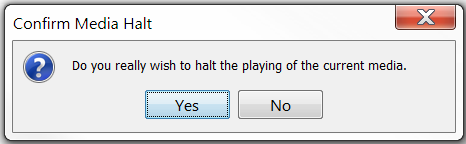 Confirm Media Halt
Do you really wish to halt the playing of the current media.
Yes No